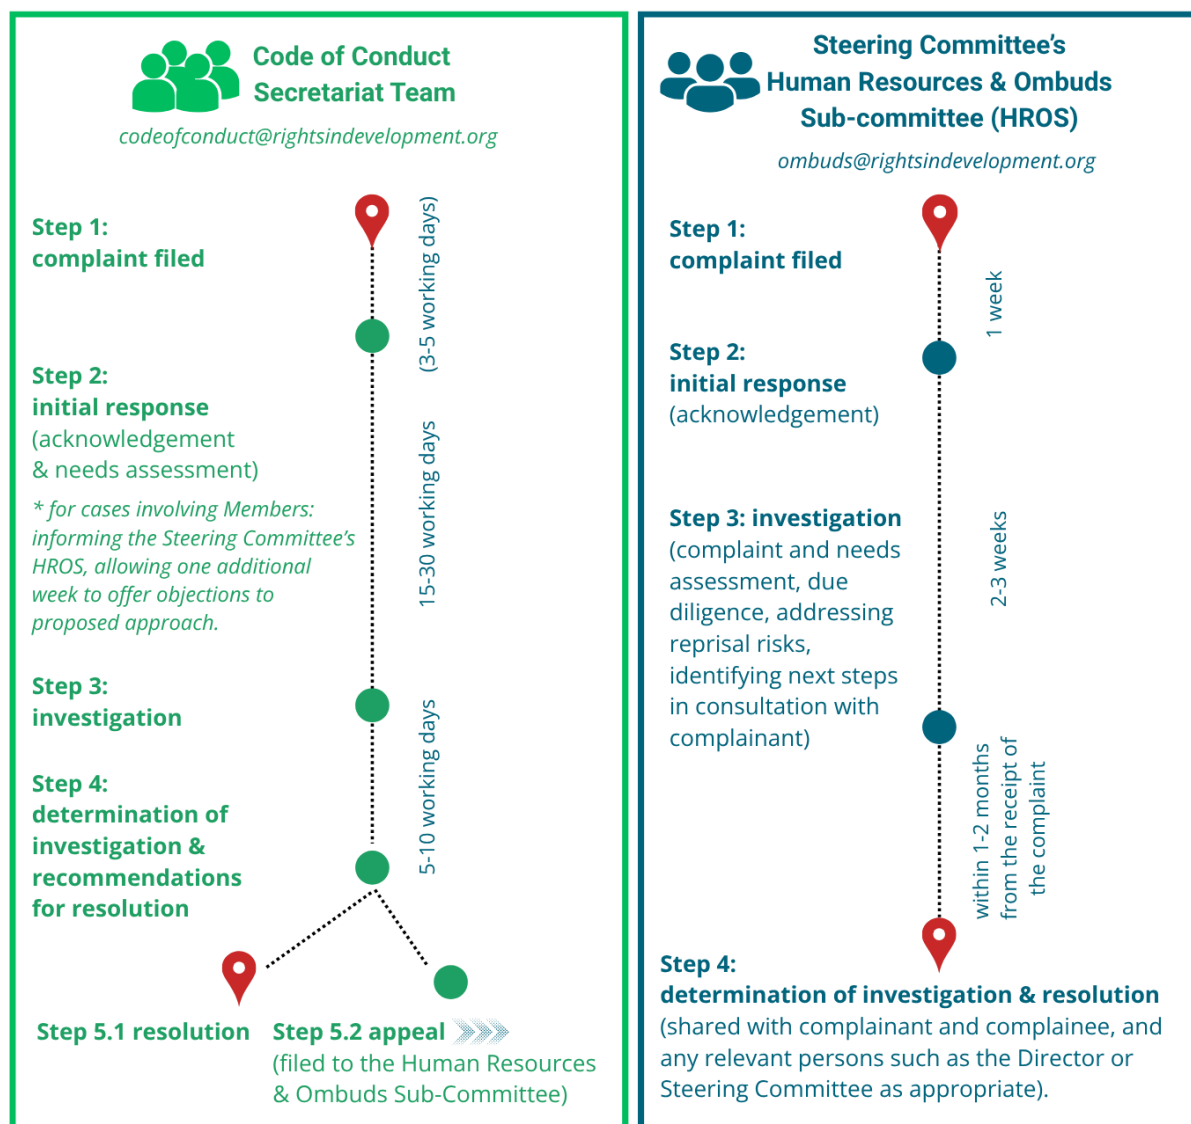 Code of Conduct
Secretariat Team
codeofconduct@rightsindevelopment.org
Step 1:
complaint filed
(3-5 working days)
Step 2:
initial response
(acknowledgement
& needs assessment)
* for cases involving Members:
informing the Steering Committee's
HROS, allowing one additional
week to offer objections to
proposed approach.
15-30 working days
Step 3:
investigation
5-10 working days
Step 4:
determination of
investigation &
recommendations
for resolution
Step 5.1 resolution
Step 5.2 appeal
(filed to the Human Resources
& Ombuds Sub-Committee)
Steering Committee's
Human Resources & Ombuds
Sub-committee (HROS)
ombuds@rightsindevelopment.org
Step 1:
complaint filed
1 week
Step 2:
initial response
(acknowledgement)
2-3 weeks
Step 3: investigation
(complaint and needs
assessment, due
diligence, addressing
reprisal risks,
identifying next steps
in consultation with
complainant)
within 1-2 months
from the receipt of
the complaint
Step 4:
determination of investigation & resolution
(shared with complainant and complainee, and
any relevant persons such as the Director or
Steering Committee as appropriate).